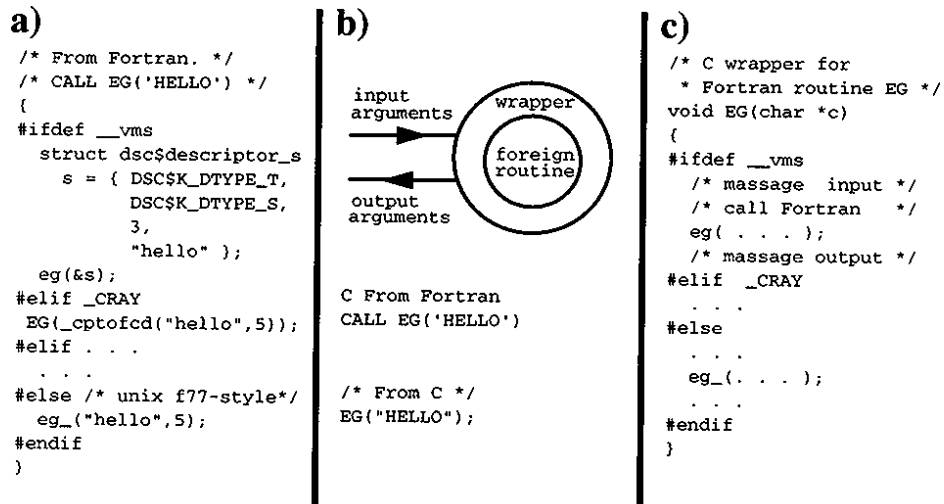 a)
/* From Fortran. */
/* CALL EG('HELLO') */
{
#ifdef __vms
struct dsc$descriptor_s
s = { DSC$K_DTYPE_T,
DSC$K_DTYPE_S,
3,
"hello" };
eg(&s);
#elif _CRAY
EG(_cptofcd("hello",5));
#elif . . .
. . .
#else /* unix f77-style*/
eg_("hello",5);
#endif
}
b)
input
arguments
wrapper
foreign
routine
output
arguments
C From Fortran
CALL EG('HELLO')
/* From C */
EG("HELLO");
c)
/* C wrapper for
* Fortran routine EG */
void EG(char *c)
{
#ifdef __vms
/* massage input */
/* call Fortran */
eg( . . . );
/* massage output */
#elif _CRAY
. . .
#else
. . .
eg_(. . . );
. . .
#endif
}